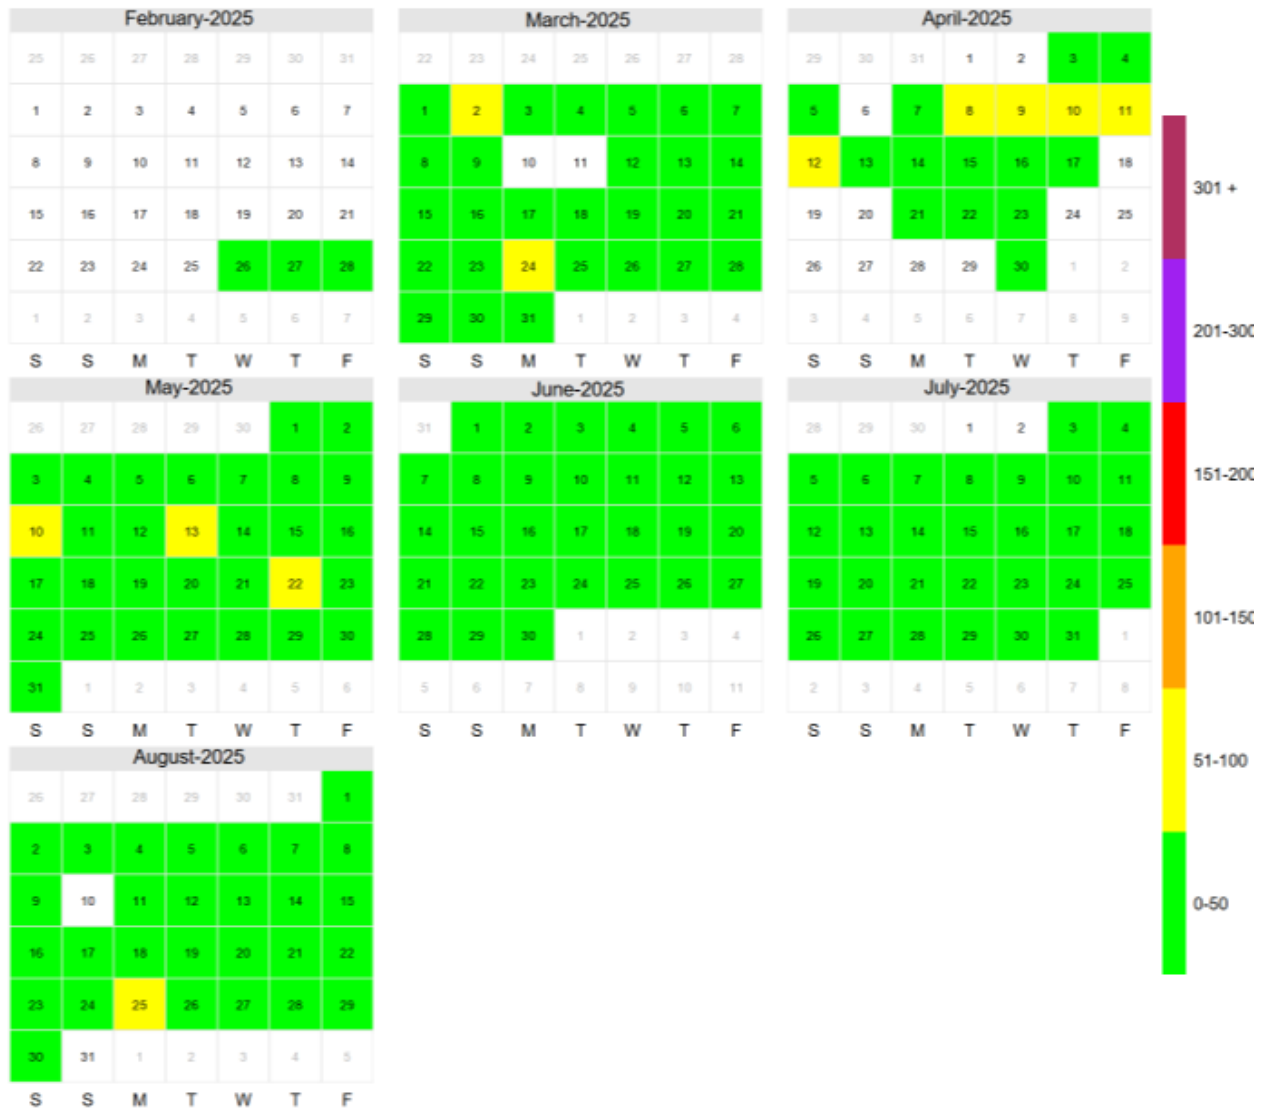 February-2025
25 26 27 28 29 30 31
1 2 3 4 5 6 7
8 9 10 11 12 13 14
15 16 17 18 19 20 21
22 23 24 25 26 27 28
1 2 3 4 5 6 7
S S M T W T F
March-2025
22 23 24 25 26 27 28
1 2 3 4 5 6 7
8 9 10 11 12 13 14
15 16 17 18 19 20 21
22 23 24 25 26 27 28
29 30 31 1 2 3 4
S S M T W T F
April-2025
29 30 31 1 2 3 4
5 6 7 8 9 10 11
12 13 14 15 16 17 18
19 20 21 22 23 24 25
26 27 28 29 30 1 2
3 4 5 6 7 8 9
S S M T W T F
May-2025
26 27 28 29 30 1 2
3 4 5 6 7 8 9
10 11 12 13 14 15 16
17 18 19 20 21 22 23
24 25 26 27 28 29 30
31 1 2 3 4 5 6
S S M T W T F
June-2025
31 1 2 3 4 5 6
7 8 9 10 11 12 13
14 15 16 17 18 19 20
21 22 23 24 25 26 27
28 29 30 1 2 3 4
5 6 7 8 9 10 11
S S M T W T F
July-2025
28 29 30 1 2 3 4
5 6 7 8 9 10 11
12 13 14 15 16 17 18
19 20 21 22 23 24 25
26 27 28 29 30 31 1
2 3 4 5 6 7 8
S S M T W T F
August-2025
26 27 28 29 30 31 1
2 3 4 5 6 7 8
9 10 11 12 13 14 15
16 17 18 19 20 21 22
23 24 25 26 27 28 29
30 31 1 2 3 4 5
S S M T W T F
301 +
201-300
151-200
101-150
51-100
0-50